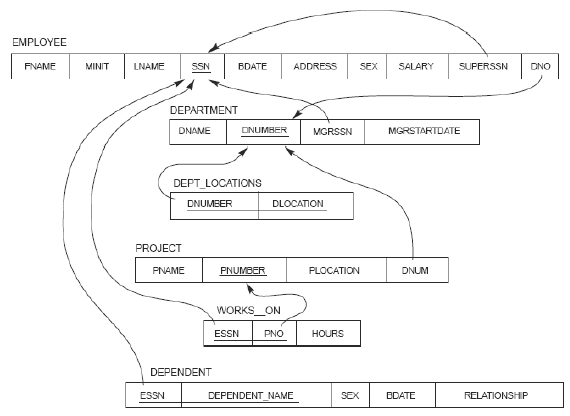 EMPLOYEE
FNAME MINIT LNAME SSN BDATE ADDRESS SEX SALARY SUPERSSN DNO
DEPARTMENT
DNAME DNUMBER MGRSSN MGRSTARTDATE
DEPT_LOCATIONS
DNUMBER DLOCATION
PROJECT
PNAME PNUMBER PLOCATION DNUM
WORKS_ON
ESSN PNO HOURS
DEPENDENT
ESSN DEPENDENT_NAME SEX BDATE RELATIONSHIP